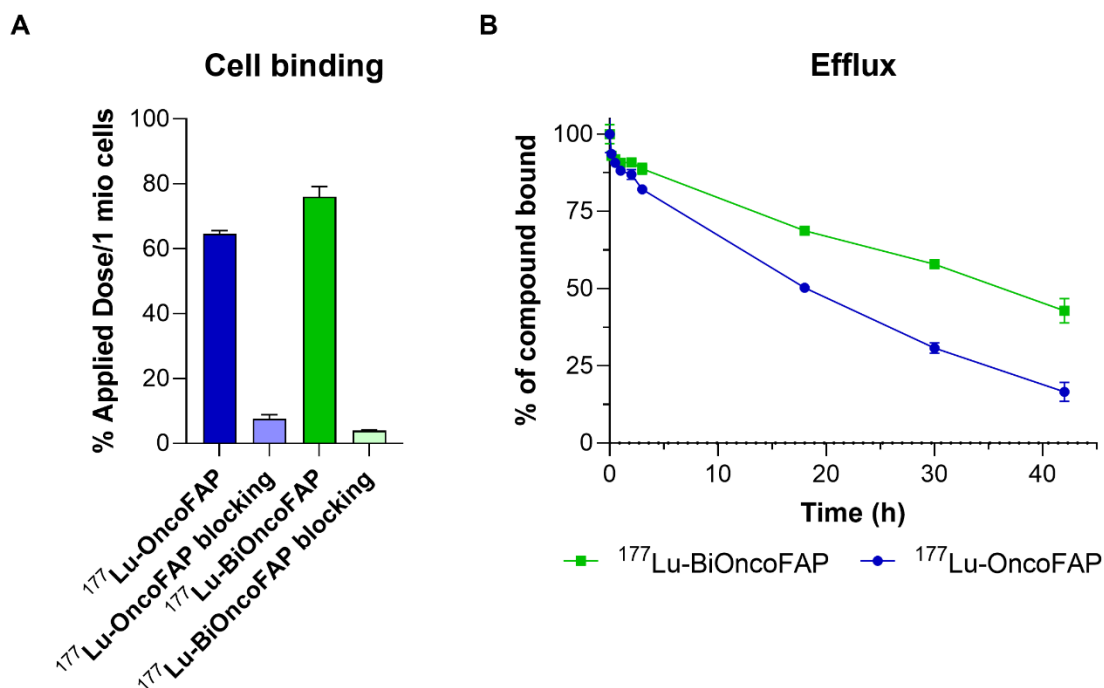 A
Cell binding
% Applied Dose/1 mio cells
100
80
60
40
20
0
¹⁷⁷Lu-OncoFAP
¹⁷⁷Lu-OncoFAP blocking
¹⁷⁷Lu-BiOncoFAP
¹⁷⁷Lu-BiOncoFAP blocking
B
Efflux
% of compound bound
100
75
50
25
0
0 10 20 30 40
Time (h)
¹⁷⁷Lu-BiOncoFAP ¹⁷⁷Lu-OncoFAP